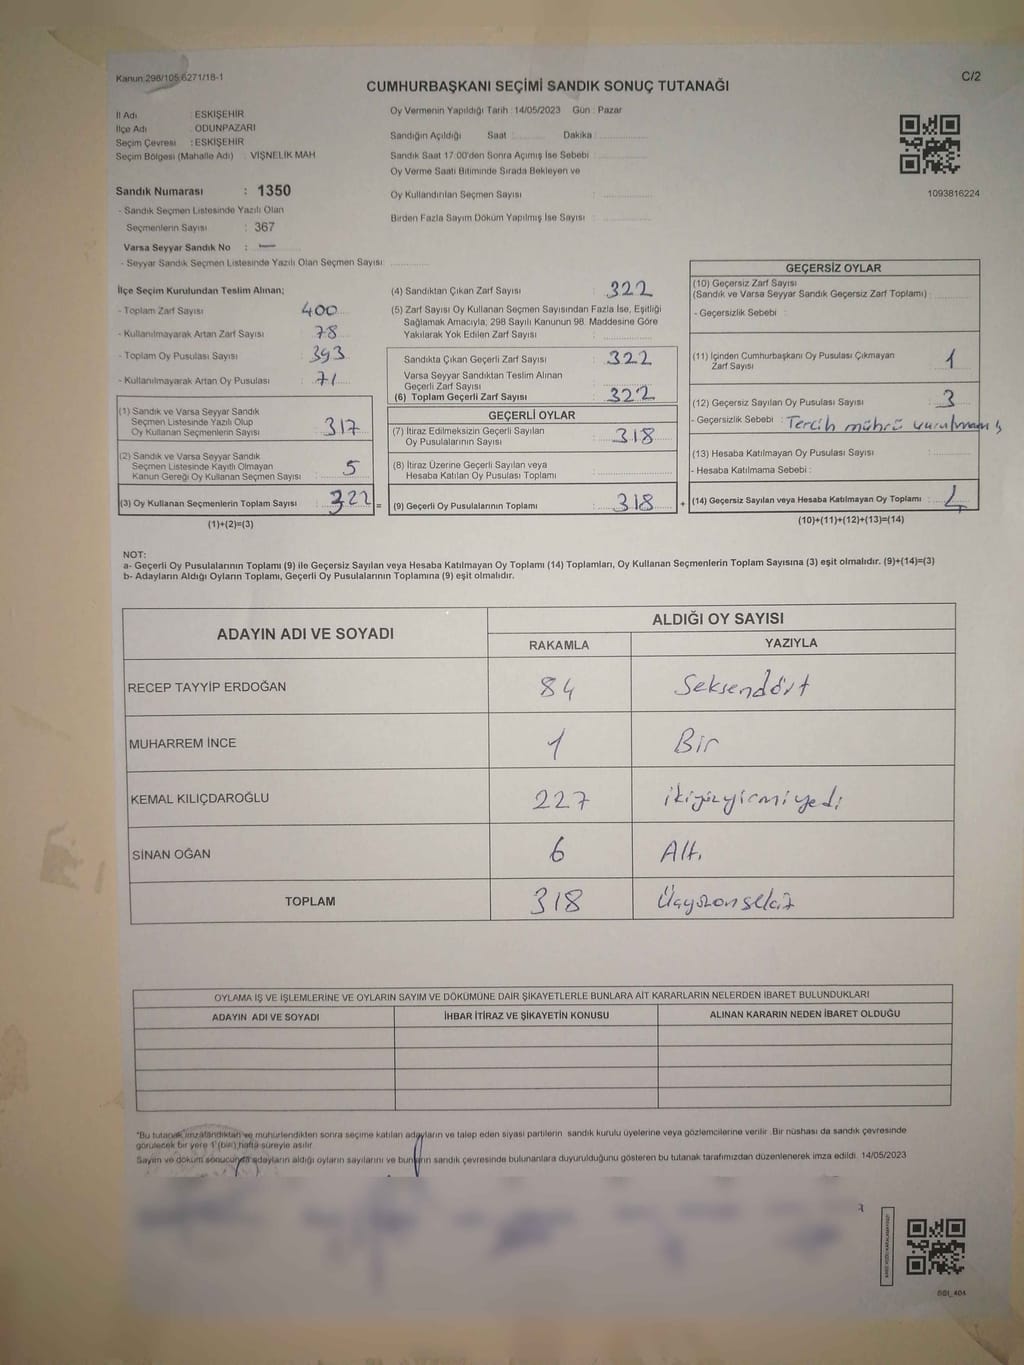 Kanun:298/105,6271/18-1
C/2
CUMHURBAŞKANI SEÇİMİ SANDIK SONUÇ TUTANAĞI
İl Adı : ESKİŞEHİR
İlçe Adı : ODUNPAZARI
Seçim Çevresi : ESKİŞEHİR
Seçim Bölgesi (Mahalle Adı) : VİŞNELİK MAH
Sandık Numarası : 1350
- Sandık Seçmen Listesinde Yazılı Olan
Seçmenlerin Sayısı : 367
Varsa Seyyar Sandık No : —
- Seyyar Sandık Seçmen Listesinde Yazılı Olan Seçmen Sayısı:
Oy Vermenin Yapıldığı Tarih : 14/05/2023 Gün : Pazar
Sandığın Açıldığı Saat : Dakika :
Sandık Saat 17:00'den Sonra Açımış İse Sebebi :
Oy Verme Saati Bitiminde Sırada Bekleyen ve
Oy Kullandırılan Seçmen Sayısı :
Birden Fazla Sayım Döküm Yapılmış İse Sayısı :
1093816224
İlçe Seçim Kurulundan Teslim Alınan;
- Toplam Zarf Sayısı : 400
- Kullanılmayarak Artan Zarf Sayısı : 78
- Toplam Oy Pusulası Sayısı : 393
- Kullanılmayarak Artan Oy Pusulası : 71
(1) Sandık ve Varsa Seyyar Sandık
Seçmen Listesinde Yazılı Olup
Oy Kullanan Seçmenlerin Sayısı : 317
(2) Sandık ve Varsa Seyyar Sandık
Seçmen Listesinde Kayıtlı Olmayan
Kanun Gereği Oy Kullanan Seçmen Sayısı : 5
(3) Oy Kullanan Seçmenlerin Toplam Sayısı : 322 =
(1)+(2)=(3)
(4) Sandıktan Çıkan Zarf Sayısı : 322
(5) Zarf Sayısı Oy Kullanan Seçmen Sayısından Fazla İse, Eşitliği
Sağlamak Amacıyla; 298 Sayılı Kanunun 98. Maddesine Göre
Yakılarak Yok Edilen Zarf Sayısı :
Sandıkta Çıkan Geçerli Zarf Sayısı : 322
Varsa Seyyar Sandıktan Teslim Alınan
Geçerli Zarf Sayısı :
(6) Toplam Geçerli Zarf Sayısı : 322
GEÇERLİ OYLAR
(7) İtiraz Edilmeksizin Geçerli Sayılan
Oy Pusulalarının Sayısı : 318
(8) İtiraz Üzerine Geçerli Sayılan veya
Hesaba Katılan Oy Pusulası Toplamı :
(9) Geçerli Oy Pusulalarının Toplamı : 318 +
GEÇERSİZ OYLAR
(10) Geçersiz Zarf Sayısı
(Sandık ve Varsa Seyyar Sandık Geçersiz Zarf Toplamı) :
- Geçersizlik Sebebi :
(11) İçinden Cumhurbaşkanı Oy Pusulası Çıkmayan
Zarf Sayısı : 1
(12) Geçersiz Sayılan Oy Pusulası Sayısı : 3
- Geçersizlik Sebebi : Tercih mührü vurulmamış
(13) Hesaba Katılmayan Oy Pusulası Sayısı :
- Hesaba Katılmama Sebebi :
(14) Geçersiz Sayılan veya Hesaba Katılmayan Oy Toplamı : 4
(10)+(11)+(12)+(13)=(14)
NOT:
a- Geçerli Oy Pusulalarının Toplamı (9) ile Geçersiz Sayılan veya Hesaba Katılmayan Oy Toplamı (14) Toplamları, Oy Kullanan Seçmenlerin Toplam Sayısına (3) eşit olmalıdır. (9)+(14)=(3)
b- Adayların Aldığı Oyların Toplamı, Geçerli Oy Pusulalarının Toplamına (9) eşit olmalıdır.
ADAYIN ADI VE SOYADI
ALDIĞI OY SAYISI
RAKAMLA YAZIYLA
RECEP TAYYİP ERDOĞAN 84 Seksendört
MUHARREM İNCE 1 Bir
KEMAL KILIÇDAROĞLU 227 ikiyüzyirmiyedi
SİNAN OĞAN 6 Altı
TOPLAM 318 Üçyüzonsekiz
OYLAMA İŞ VE İŞLEMLERİNE VE OYLARIN SAYIM VE DÖKÜMÜNE DAİR ŞİKAYETLERLE BUNLARA AİT KARARLARIN NELERDEN İBARET BULUNDUKLARI
ADAYIN ADI VE SOYADI İHBAR İTİRAZ VE ŞİKAYETİN KONUSU ALINAN KARARIN NEDEN İBARET OLDUĞU
*Bu tutanak imzalandıktan ve mühürlendikten sonra seçime katılan adayların ve talep eden siyasi partilerin sandık kurulu üyelerine veya gözlemcilerine verilir. Bir nüshası da sandık çevresinde
görülecek bir yere 1 (bir) hafta süreyle asılır.
Sayım ve döküm sonucunda adayların aldığı oyların sayılarını ve bunların sandık çevresinde bulunanlara duyurulduğunu gösteren bu tutanak tarafımızdan düzenlenerek imza edildi. 14/05/2023